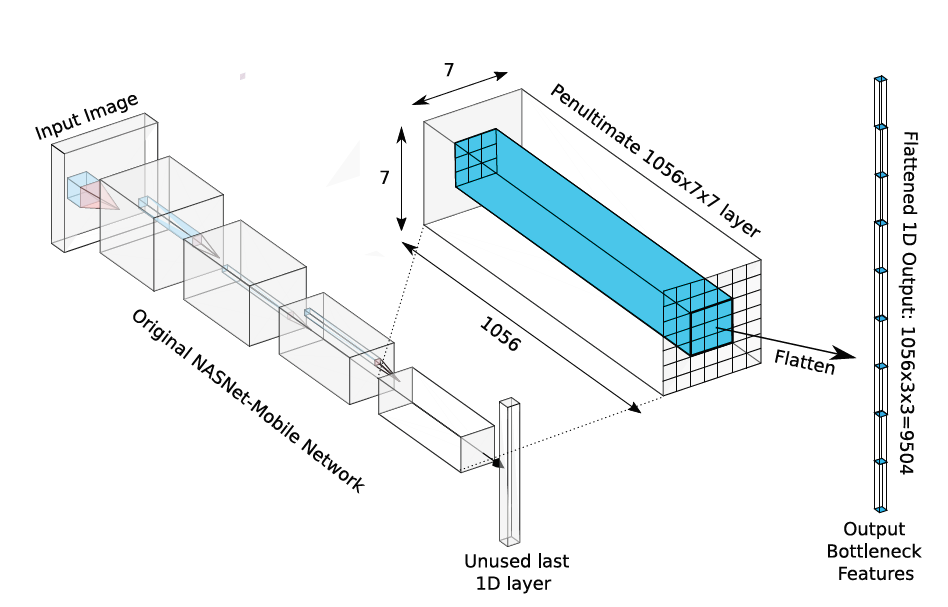 Input Image
7
7
Penultimate 1056x7x7 layer
1056
Flatten
Original NASNet-Mobile Network
Unused last
1D layer
Flattened 1D Output: 1056x3x3=9504
Output
Bottleneck
Features